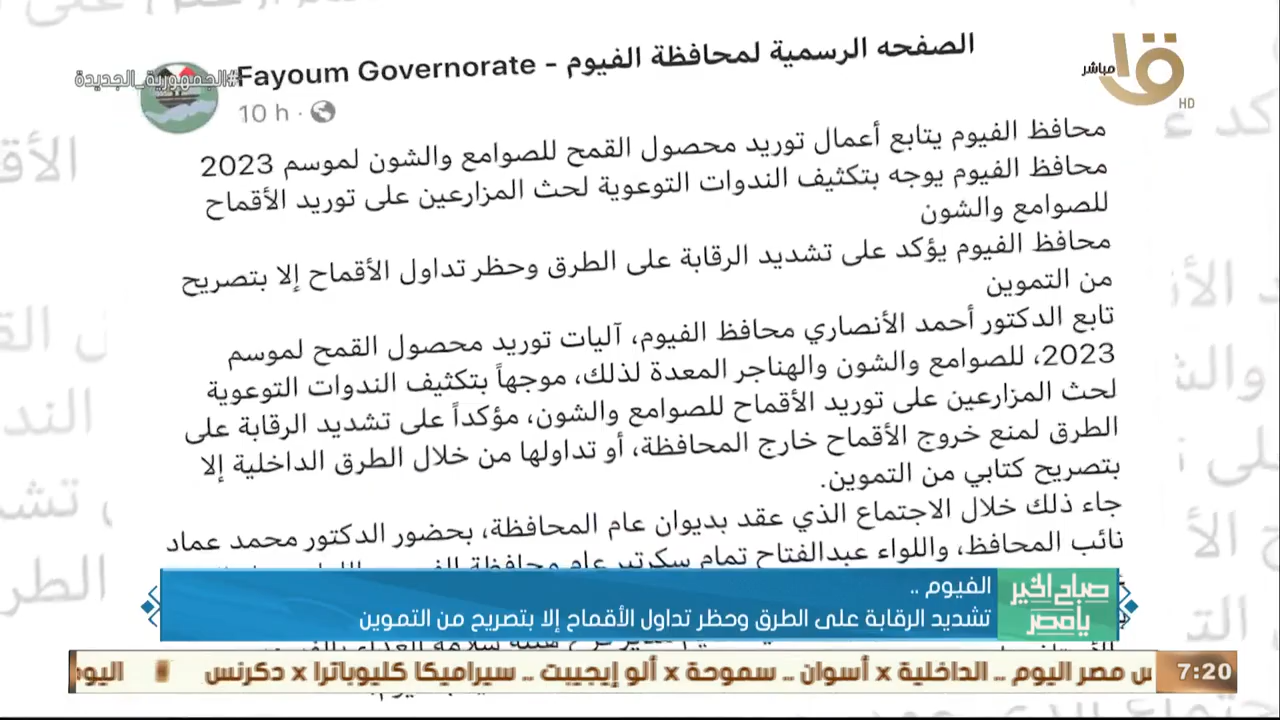 الصفحه الرسمية لمحافظة الفيوم - Fayoum Governorate
#الجمهورية_الجديدة
مباشر
HD
10 h ·
محافظ الفيوم يتابع أعمال توريد محصول القمح للصوامع والشون لموسم 2023
محافظ الفيوم يوجه بتكثيف الندوات التوعوية لحث المزارعين على توريد الأقماح
للصوامع والشون
محافظ الفيوم يؤكد على تشديد الرقابة على الطرق وحظر تداول الأقماح إلا بتصريح
من التموين
تابع الدكتور أحمد الأنصاري محافظ الفيوم، آليات توريد محصول القمح لموسم
2023، للصوامع والشون والهناجر المعدة لذلك، موجهاً بتكثيف الندوات التوعوية
لحث المزارعين على توريد الأقماح للصوامع والشون، مؤكداً على تشديد الرقابة على
الطرق لمنع خروج الأقماح خارج المحافظة، أو تداولها من خلال الطرق الداخلية إلا
بتصريح كتابي من التموين.
جاء ذلك خلال الاجتماع الذي عقد بديوان عام المحافظة، بحضور الدكتور محمد عماد
نائب المحافظ، واللواء عبدالفتاح تمام سكرتير عام محافظة
صباح الخير
يا مصر
الفيوم ..
تشديد الرقابة على الطرق وحظر تداول الأقماح إلا بتصريح من التموين
س مصر اليوم .. الداخلية x أسوان .. سموحة x ألو إيجيبت .. سيراميكا كليوباترا x دكرنس
7:20